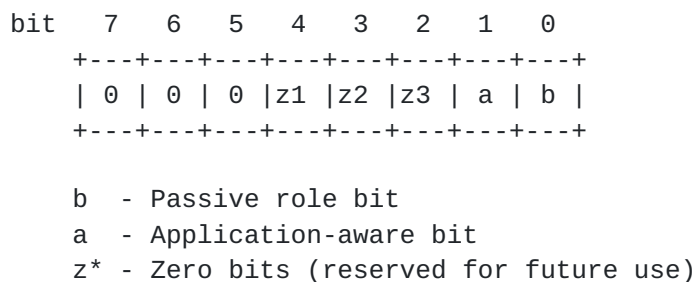 bit 7 6 5 4 3 2 1 0
+---+---+---+---+---+---+---+---+
| 0 | 0 | 0 |z1 |z2 |z3 | a | b |
+---+---+---+---+---+---+---+---+
b - Passive role bit
a - Application-aware bit
z* - Zero bits (reserved for future use)